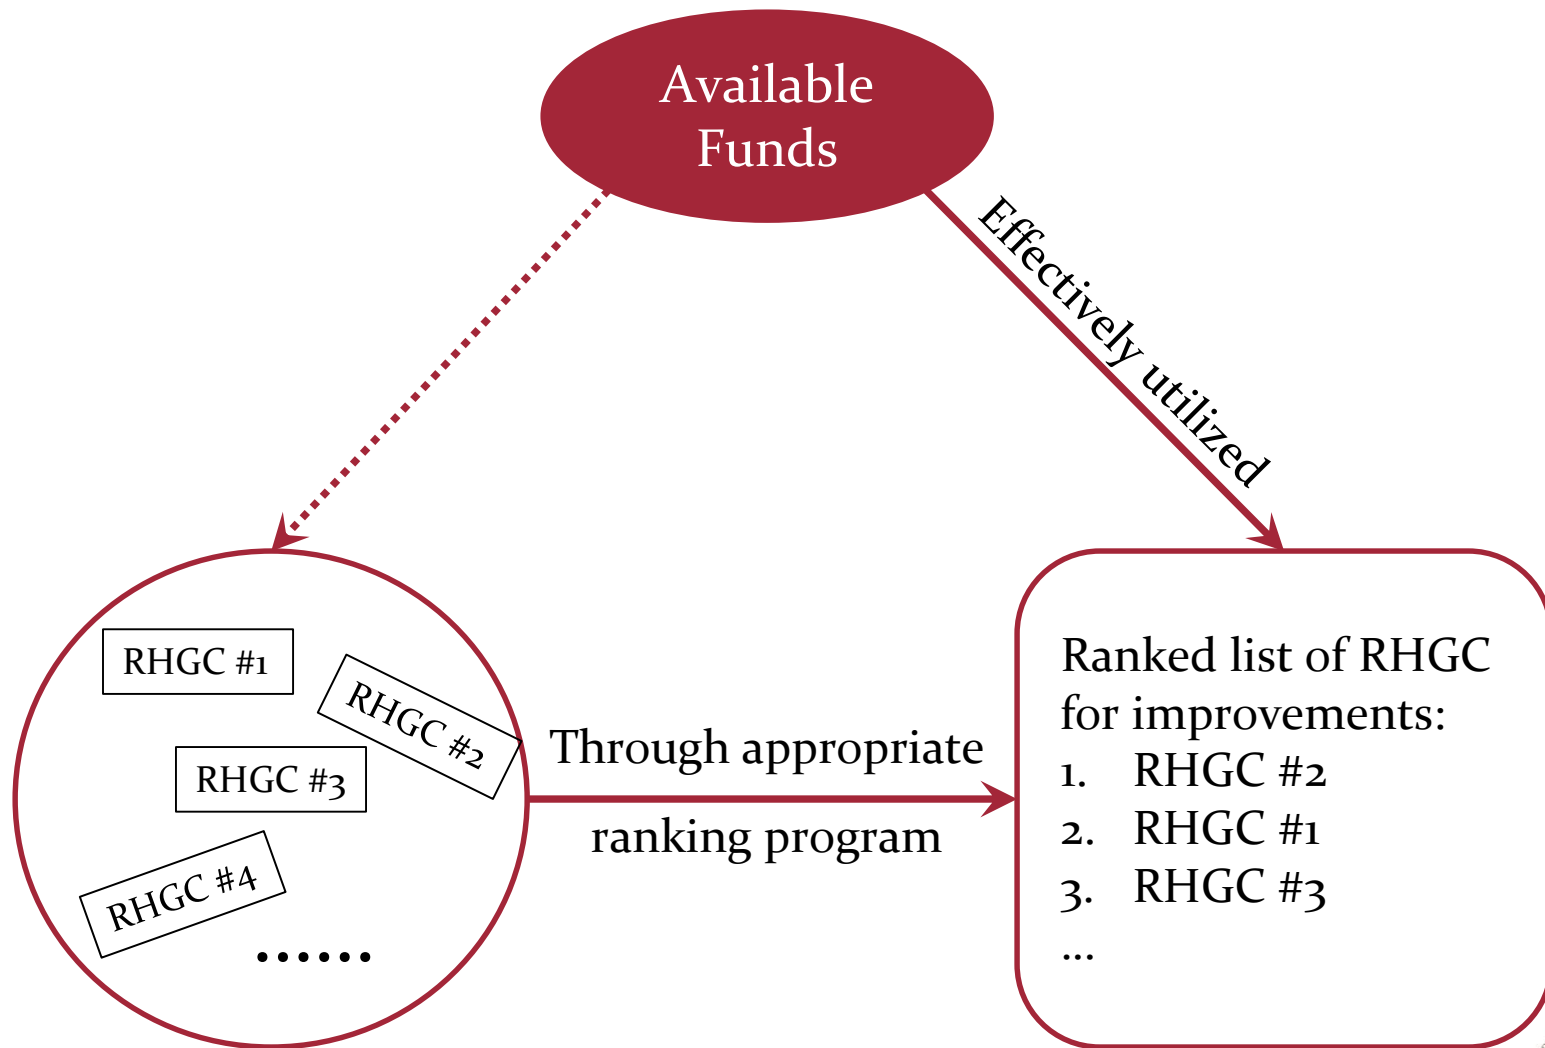 Available
Funds
Effectively utilized
RHGC #1
RHGC #2
RHGC #3
RHGC #4
......
Through appropriate
ranking program
Ranked list of RHGC
for improvements:
1. RHGC #2
2. RHGC #1
3. RHGC #3
...